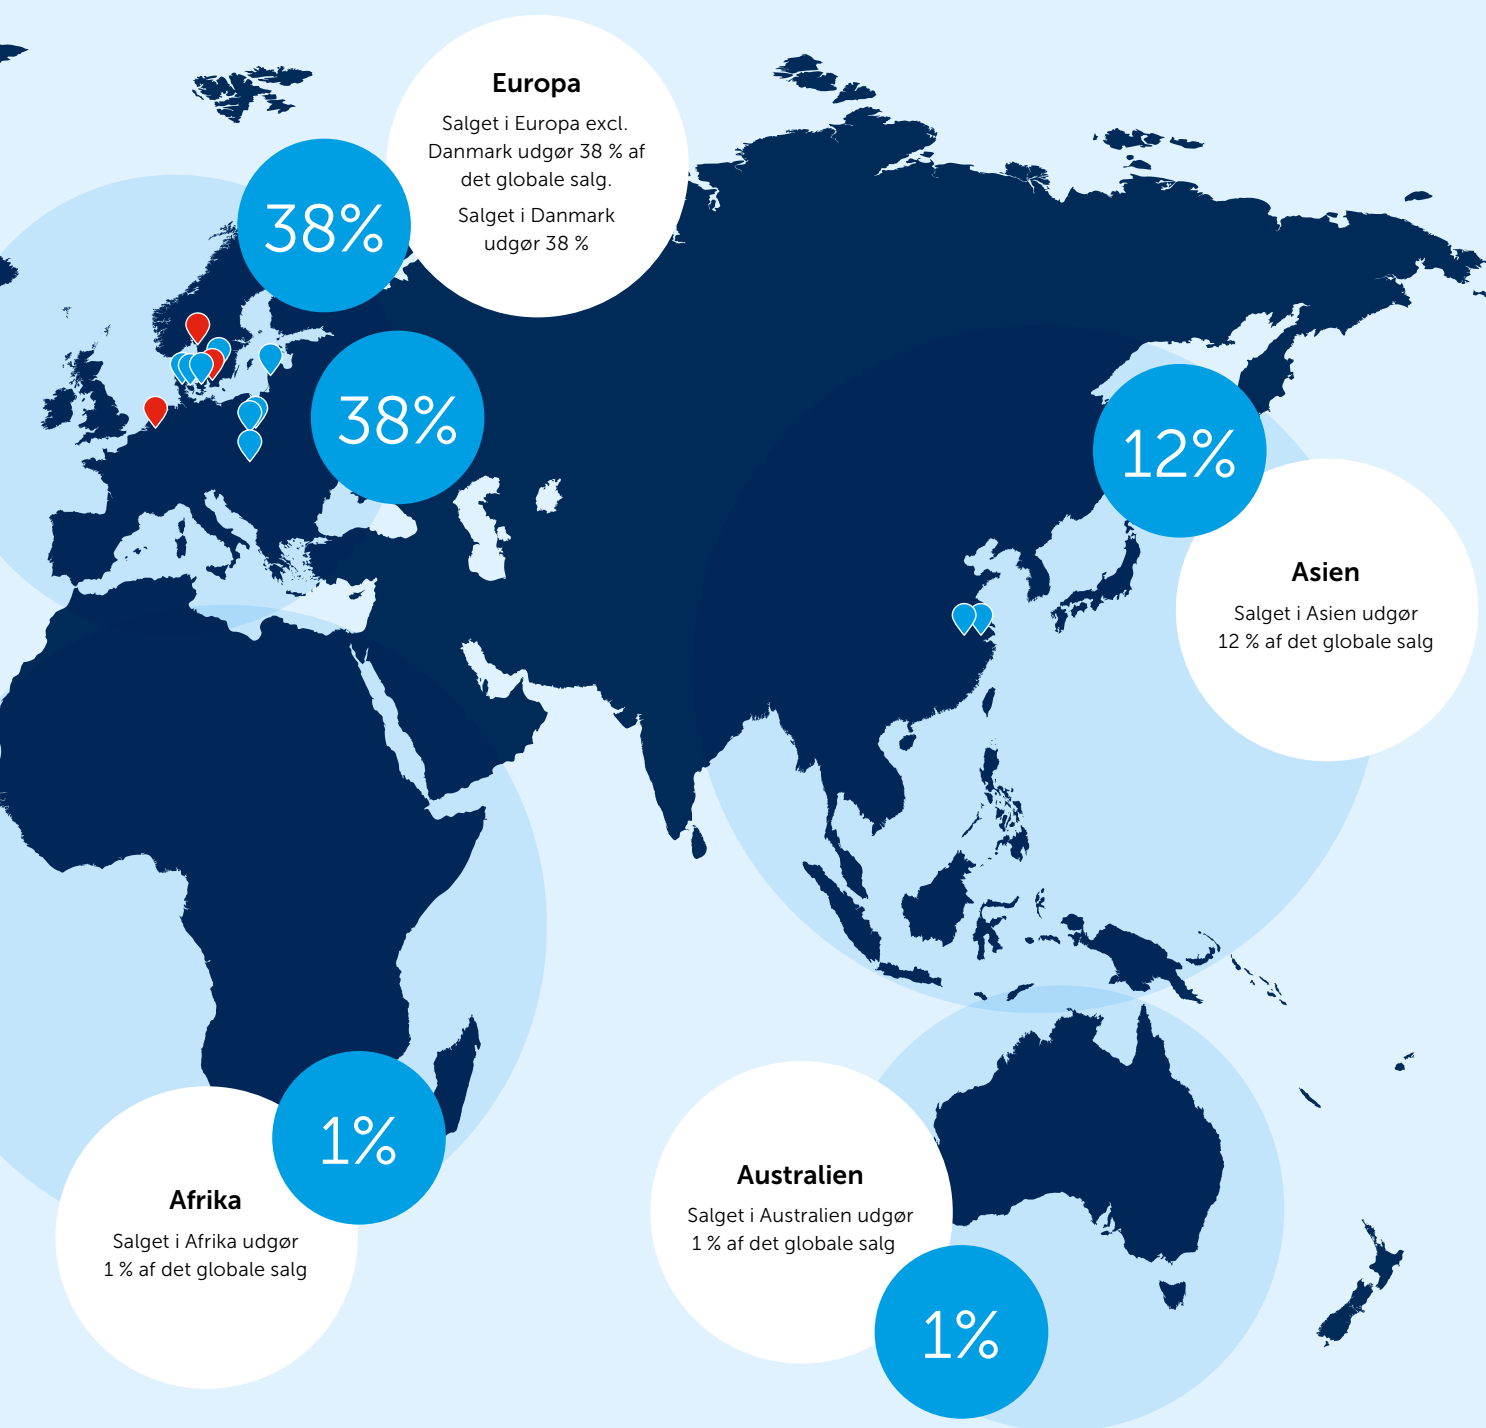 Europa
Salget i Europa excl.
Danmark udgør 38 % af
det globale salg.
Salget i Danmark
udgør 38 %
38%
38%
12%
Asien
Salget i Asien udgør
12 % af det globale salg
1%
Afrika
Salget i Afrika udgør
1 % af det globale salg
Australien
Salget i Australien udgør
1 % af det globale salg
1%